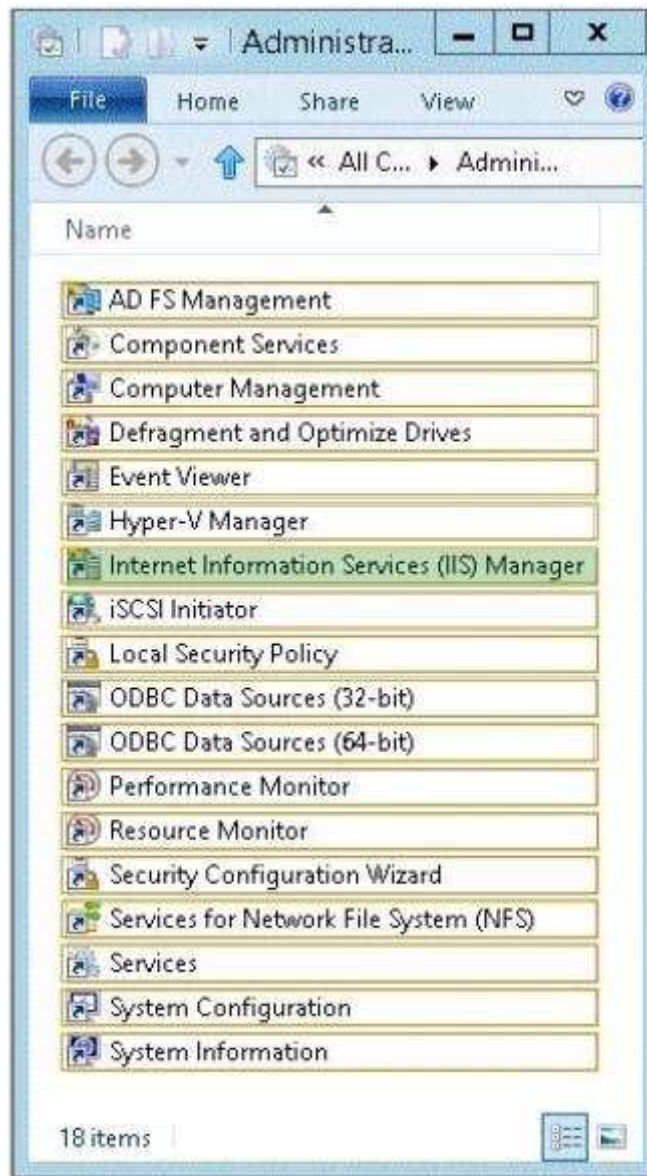 Administra...
File Home Share View
« All C... Admini...
Name
AD FS Management
Component Services
Computer Management
Defragment and Optimize Drives
Event Viewer
Hyper-V Manager
Internet Information Services (IIS) Manager
iSCSI Initiator
Local Security Policy
ODBC Data Sources (32-bit)
ODBC Data Sources (64-bit)
Performance Monitor
Resource Monitor
Security Configuration Wizard
Services for Network File System (NFS)
Services
System Configuration
System Information
18 items